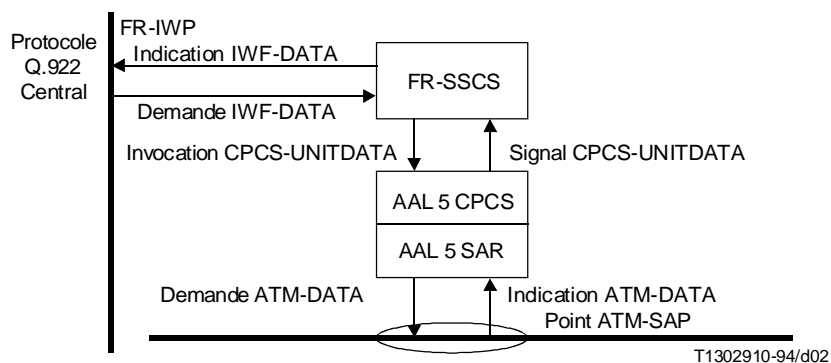 FR-IWP
Protocole
Q.922
Central
Indication IWF-DATA
FR-SSCS
Demande IWF-DATA
Invocation CPCS-UNITDATA
Signal CPCS-UNITDATA
AAL 5 CPCS
AAL 5 SAR
Demande ATM-DATA
Indication ATM-DATA
Point ATM-SAP
T1302910-94/d02